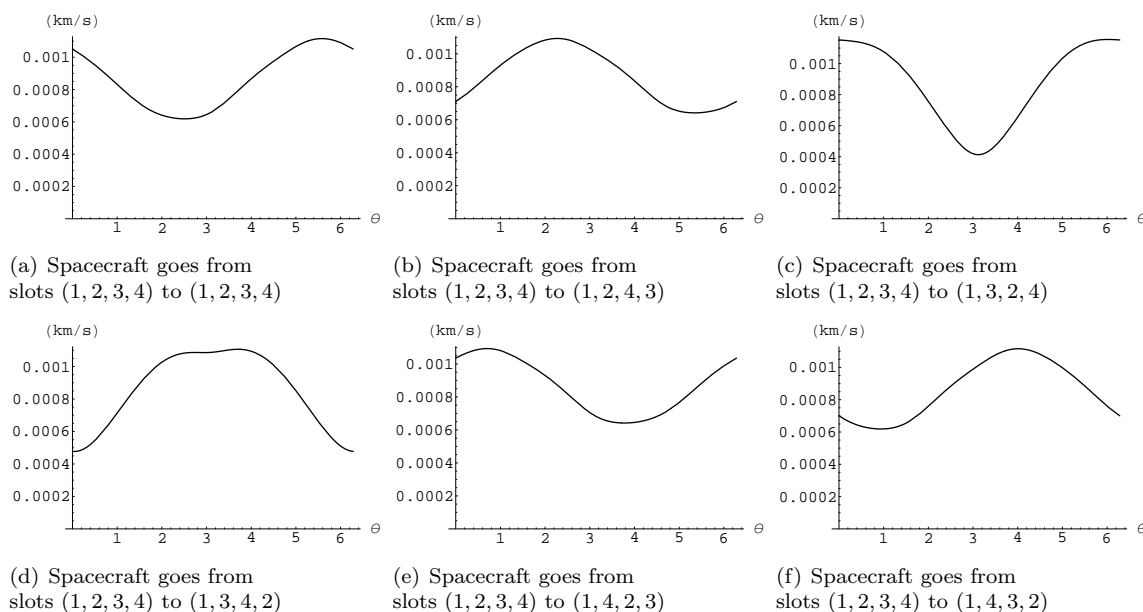 (km/s)
0.001
0.0008
0.0006
0.0004
0.0002
1 2 3 4 5 6 θ
(a) Spacecraft goes from
slots (1, 2, 3, 4) to (1, 2, 3, 4)
(km/s)
0.001
0.0008
0.0006
0.0004
0.0002
1 2 3 4 5 6 θ
(b) Spacecraft goes from
slots (1, 2, 3, 4) to (1, 2, 4, 3)
(km/s)
0.001
0.0008
0.0006
0.0004
0.0002
1 2 3 4 5 6 θ
(c) Spacecraft goes from
slots (1, 2, 3, 4) to (1, 3, 2, 4)
(km/s)
0.001
0.0008
0.0006
0.0004
0.0002
1 2 3 4 5 6 θ
(d) Spacecraft goes from
slots (1, 2, 3, 4) to (1, 3, 4, 2)
(km/s)
0.001
0.0008
0.0006
0.0004
0.0002
1 2 3 4 5 6 θ
(e) Spacecraft goes from
slots (1, 2, 3, 4) to (1, 4, 2, 3)
(km/s)
0.001
0.0008
0.0006
0.0004
0.0002
1 2 3 4 5 6 θ
(f) Spacecraft goes from
slots (1, 2, 3, 4) to (1, 4, 3, 2)